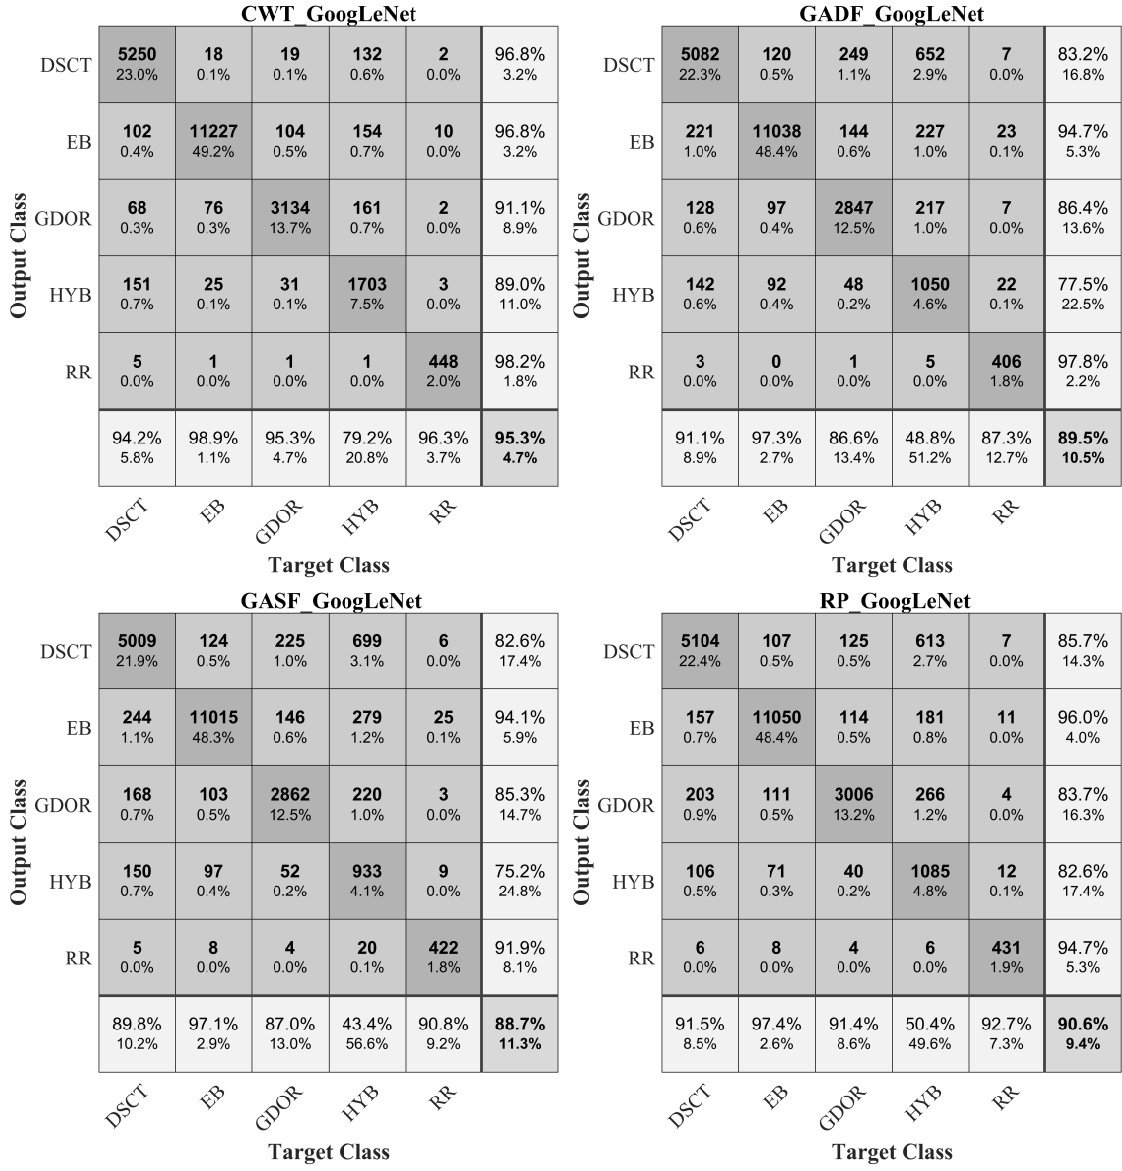 CWT_GoogLeNet
DSCT 5250 18 19 132 2 96.8%
23.0% 0.1% 0.1% 0.6% 0.0% 3.2%
EB 102 11227 104 154 10 96.8%
0.4% 49.2% 0.5% 0.7% 0.0% 3.2%
GDOR 68 76 3134 161 2 91.1%
0.3% 0.3% 13.7% 0.7% 0.0% 8.9%
HYB 151 25 31 1703 3 89.0%
0.7% 0.1% 0.1% 7.5% 0.0% 11.0%
RR 5 1 1 1 448 98.2%
0.0% 0.0% 0.0% 0.0% 2.0% 1.8%
94.2% 98.9% 95.3% 79.2% 96.3% 95.3%
5.8% 1.1% 4.7% 20.8% 3.7% 4.7%
DSCT EB GDOR HYB RR
Target Class
Output Class
GADF_GoogLeNet
DSCT 5082 120 249 652 7 83.2%
22.3% 0.5% 1.1% 2.9% 0.0% 16.8%
EB 221 11038 144 227 23 94.7%
1.0% 48.4% 0.6% 1.0% 0.1% 5.3%
GDOR 128 97 2847 217 7 86.4%
0.6% 0.4% 12.5% 1.0% 0.0% 13.6%
HYB 142 92 48 1050 22 77.5%
0.6% 0.4% 0.2% 4.6% 0.1% 22.5%
RR 3 0 1 5 406 97.8%
0.0% 0.0% 0.0% 0.0% 1.8% 2.2%
91.1% 97.3% 86.6% 48.8% 87.3% 89.5%
8.9% 2.7% 13.4% 51.2% 12.7% 10.5%
DSCT EB GDOR HYB RR
Target Class
Output Class
GASF_GoogLeNet
DSCT 5009 124 225 699 6 82.6%
21.9% 0.5% 1.0% 3.1% 0.0% 17.4%
EB 244 11015 146 279 25 94.1%
1.1% 48.3% 0.6% 1.2% 0.1% 5.9%
GDOR 168 103 2862 220 3 85.3%
0.7% 0.5% 12.5% 1.0% 0.0% 14.7%
HYB 150 97 52 933 9 75.2%
0.7% 0.4% 0.2% 4.1% 0.0% 24.8%
RR 5 8 4 20 422 91.9%
0.0% 0.0% 0.0% 0.1% 1.8% 8.1%
89.8% 97.1% 87.0% 43.4% 90.8% 88.7%
10.2% 2.9% 13.0% 56.6% 9.2% 11.3%
DSCT EB GDOR HYB RR
Target Class
Output Class
RP_GoogLeNet
DSCT 5104 107 125 613 7 85.7%
22.4% 0.5% 0.5% 2.7% 0.0% 14.3%
EB 157 11050 114 181 11 96.0%
0.7% 48.4% 0.5% 0.8% 0.0% 4.0%
GDOR 203 111 3006 266 4 83.7%
0.9% 0.5% 13.2% 1.2% 0.0% 16.3%
HYB 106 71 40 1085 12 82.6%
0.5% 0.3% 0.2% 4.8% 0.1% 17.4%
RR 6 8 4 6 431 94.7%
0.0% 0.0% 0.0% 0.0% 1.9% 5.3%
91.5% 97.4% 91.4% 50.4% 92.7% 90.6%
8.5% 2.6% 8.6% 49.6% 7.3% 9.4%
DSCT EB GDOR HYB RR
Target Class
Output Class